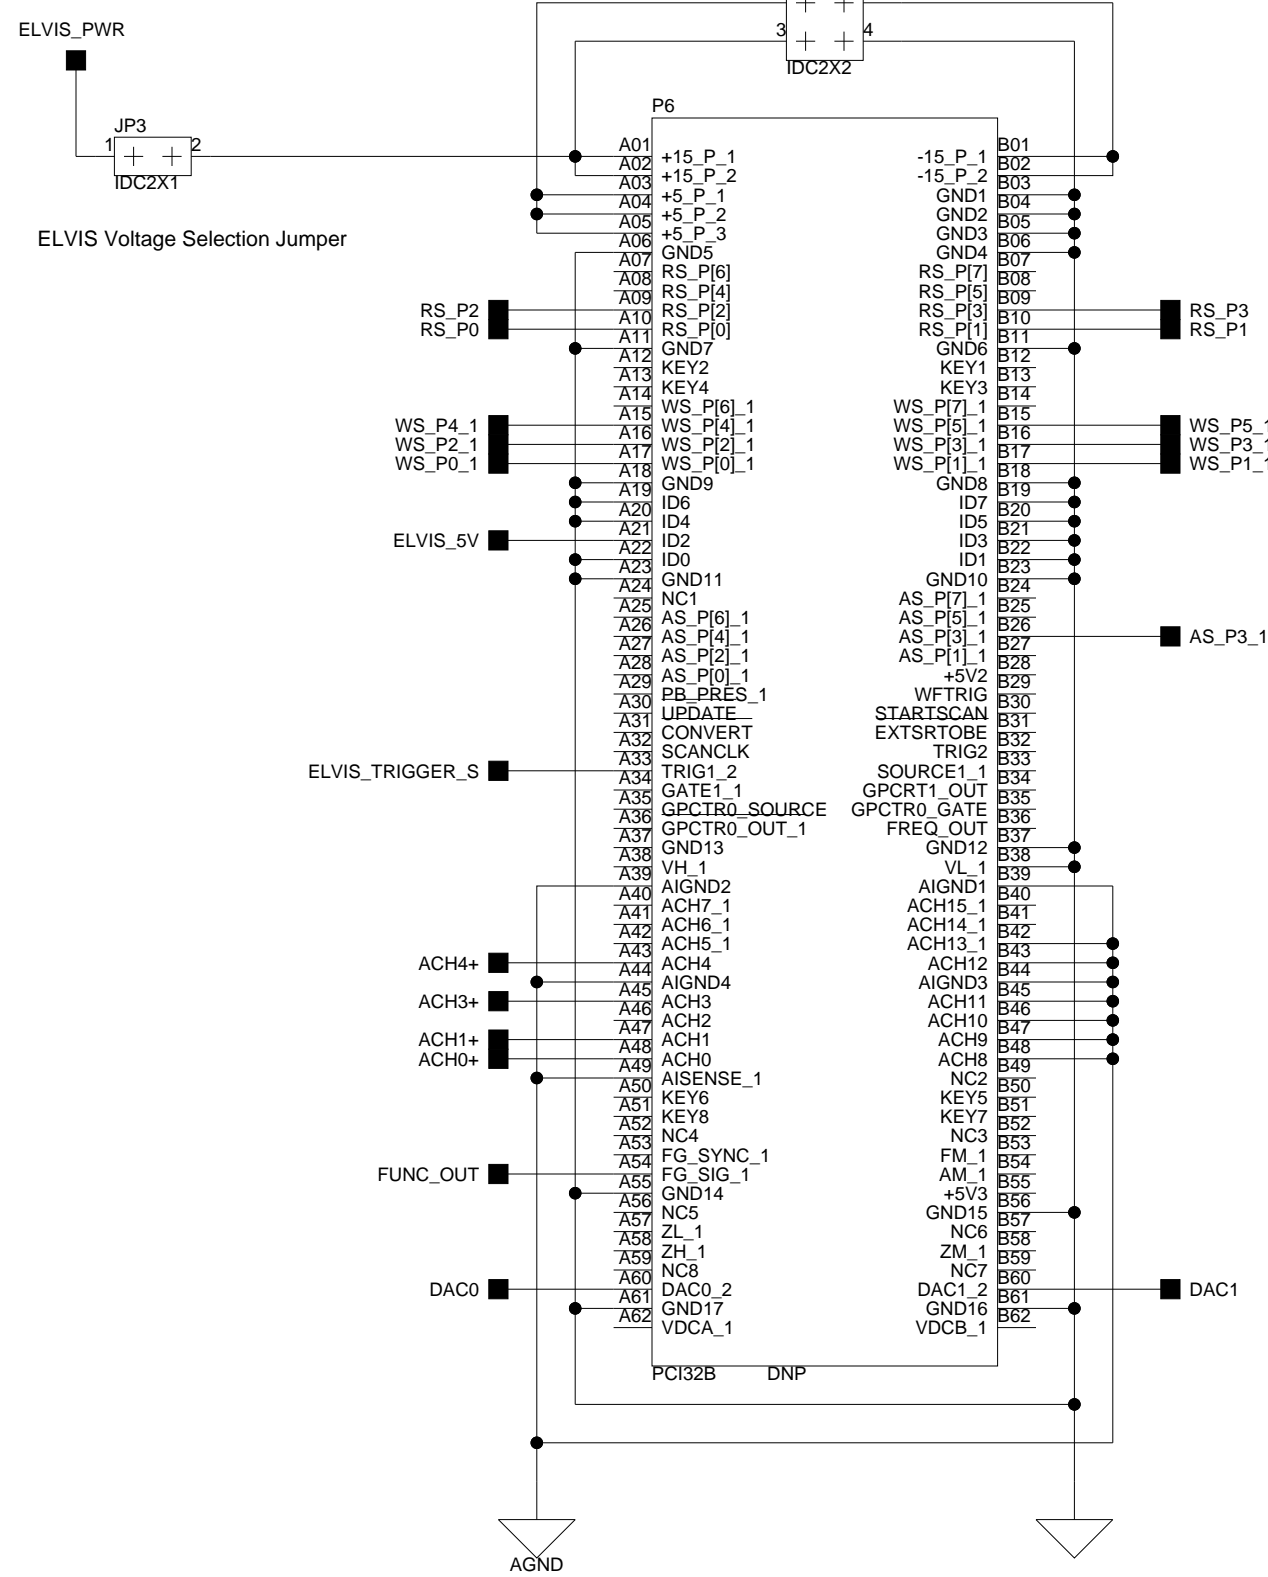 ELVIS_PWR
3 4
IDC2X2
P6
JP3
1 2
IDC2X1
ELVIS Voltage Selection Jumper
A01 +15_P_1 -15_P_1 B01
A02 +15_P_2 -15_P_2 B02
A03 +5_P_1 GND1 B03
A04 +5_P_2 GND2 B04
A05 +5_P_3 GND3 B05
A06 GND5 GND4 B06
A07 RS_P[6] RS_P[7] B07
A08 RS_P[4] RS_P[5] B08
RS_P2 A09 RS_P[2] RS_P[3] B09 RS_P3
RS_P0 A10 RS_P[0] RS_P[1] B10 RS_P1
A11 GND7 GND6 B11
A12 KEY2 KEY1 B12
A13 KEY4 KEY3 B13
A14 WS_P[6]_1 WS_P[7]_1 B14
WS_P4_1 A15 WS_P[4]_1 WS_P[5]_1 B15 WS_P5_1
WS_P2_1 A16 WS_P[2]_1 WS_P[3]_1 B16 WS_P3_1
WS_P0_1 A17 WS_P[0]_1 WS_P[1]_1 B17 WS_P1_1
A18 GND9 GND8 B18
A19 ID6 ID7 B19
A20 ID4 ID5 B20
ELVIS_5V A21 ID2 ID3 B21
A22 ID0 ID1 B22
A23 GND11 GND10 B23
A24 NC1 AS_P[7]_1 B24
A25 AS_P[6]_1 AS_P[5]_1 B25
A26 AS_P[4]_1 AS_P[3]_1 B26 AS_P3_1
A27 AS_P[2]_1 AS_P[1]_1 B27
A28 AS_P[0]_1 +5V2 B28
A29 PB_PRES_1 WFTRIG B29
A30 UPDATE STARTSCAN B30
A31 CONVERT EXTSRTOBE B31
A32 SCANCLK TRIG2 B32
ELVIS_TRIGGER_S A33 TRIG1_2 SOURCE1_1 B33
A34 GATE1_1 GPCRT1_OUT B34
A35 GPCTR0_SOURCE GPCTR0_GATE B35
A36 GPCTR0_OUT_1 FREQ_OUT B36
A37 GND13 GND12 B37
A38 VH_1 VL_1 B38
A39 AIGND2 AIGND1 B39
A40 ACH7_1 ACH15_1 B40
A41 ACH6_1 ACH14_1 B41
A42 ACH5_1 ACH13_1 B42
ACH4+ A43 ACH4 ACH12 B43
A44 AIGND4 AIGND3 B44
ACH3+ A45 ACH3 ACH11 B45
A46 ACH2 ACH10 B46
ACH1+ A47 ACH1 ACH9 B47
ACH0+ A48 ACH0 ACH8 B48
A49 AISENSE_1 NC2 B49
A50 KEY6 KEY5 B50
A51 KEY8 KEY7 B51
A52 NC4 NC3 B52
A53 FG_SYNC_1 FM_1 B53
FUNC_OUT A54 FG_SIG_1 AM_1 B54
A55 GND14 +5V3 B55
A56 NC5 GND15 B56
A57 ZL_1 NC6 B57
A58 ZH_1 ZM_1 B58
A59 NC8 NC7 B59
DAC0 A60 DAC0_2 DAC1_2 B60 DAC1
A61 GND17 GND16 B61
A62 VDCA_1 VDCB_1 B62
PCI32B DNP
AGND